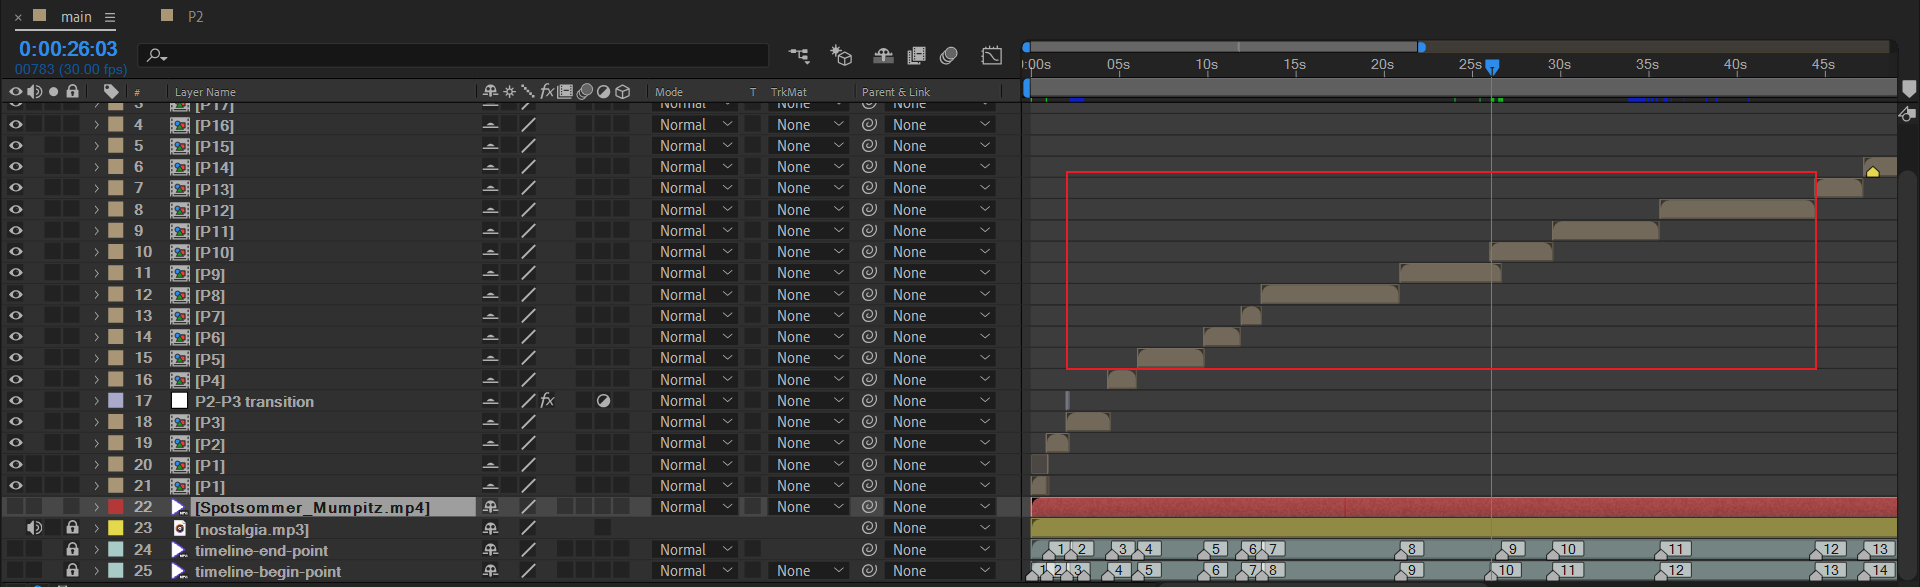 × main ≡ P2
0:00:26:03
00783 (30.00 fps)
:00s 05s 10s 15s 20s 25s 30s 35s 40s 45s
# Layer Name fx Mode T TrkMat Parent & Link
3 [P17] Normal None None
4 [P16] Normal None None
5 [P15] Normal None None
6 [P14] Normal None None
7 [P13] Normal None None
8 [P12] Normal None None
9 [P11] Normal None None
10 [P10] Normal None None
11 [P9] Normal None None
12 [P8] Normal None None
13 [P7] Normal None None
14 [P6] Normal None None
15 [P5] Normal None None
16 [P4] Normal None None
17 P2-P3 transition fx Normal None None
18 [P3] Normal None None
19 [P2] Normal None None
20 [P1] Normal None None
21 [P1] Normal None None
22 [Spotsommer_Mumpitz.mp4] Normal None None
23 [nostalgia.mp3] None
24 timeline-end-point Normal None 1 2 3 4 5 6 7 8 9 10 11 12 13
25 timeline-begin-point Normal None None 1 2 3 4 5 6 7 8 9 10 11 12 13 14